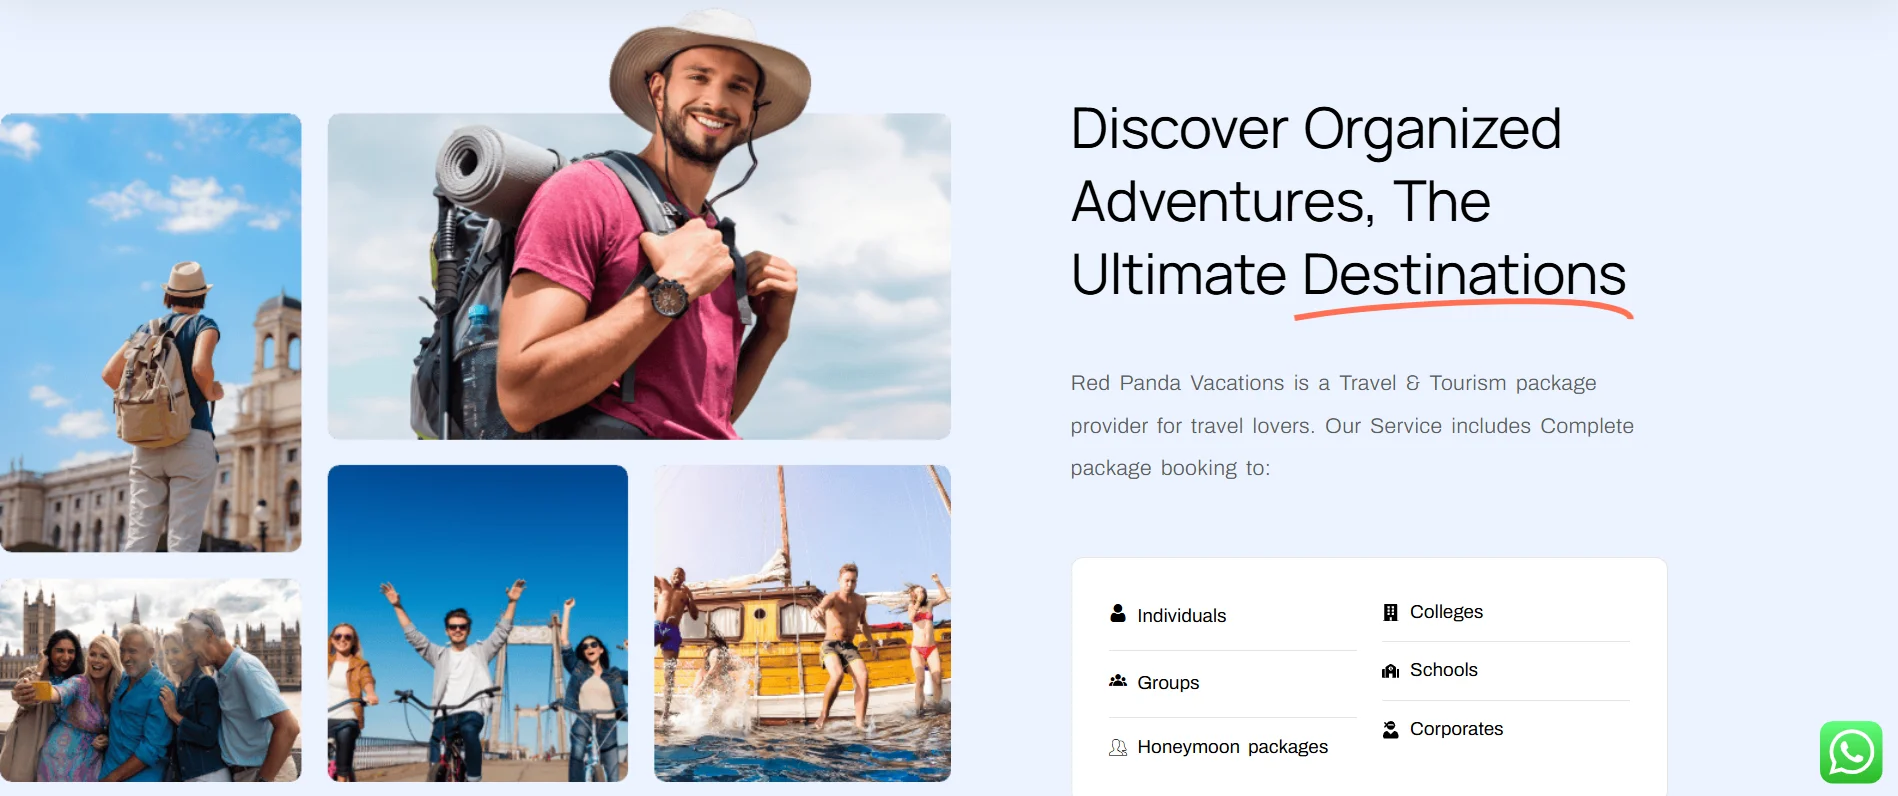 Discover Organized
Adventures, The
Ultimate Destinations
Red Panda Vacations is a Travel & Tourism package
provider for travel lovers. Our Service includes Complete
package booking to:
Individuals
Groups
Honeymoon packages
Colleges
Schools
Corporates